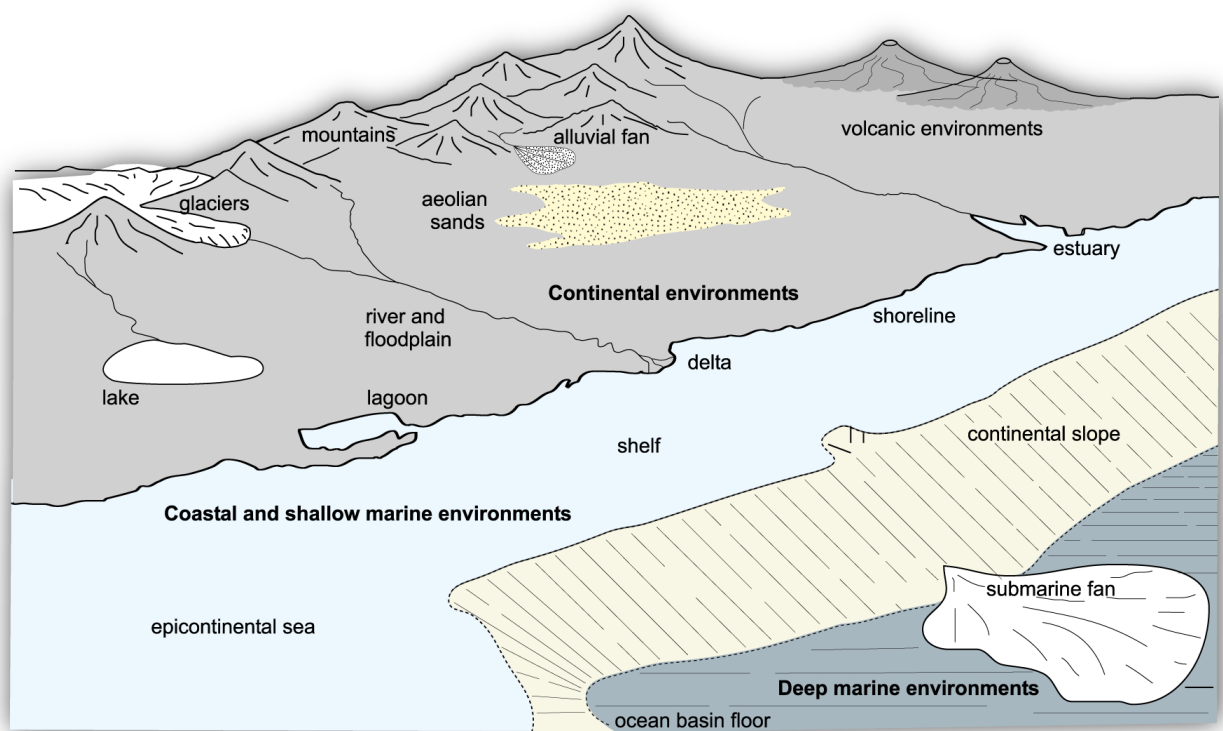 mountains
alluvial fan
volcanic environments
glaciers
aeolian
sands
estuary
Continental environments
river and
floodplain
shoreline
delta
lake
lagoon
shelf
continental slope
Coastal and shallow marine environments
submarine fan
epicontinental sea
Deep marine environments
ocean basin floor